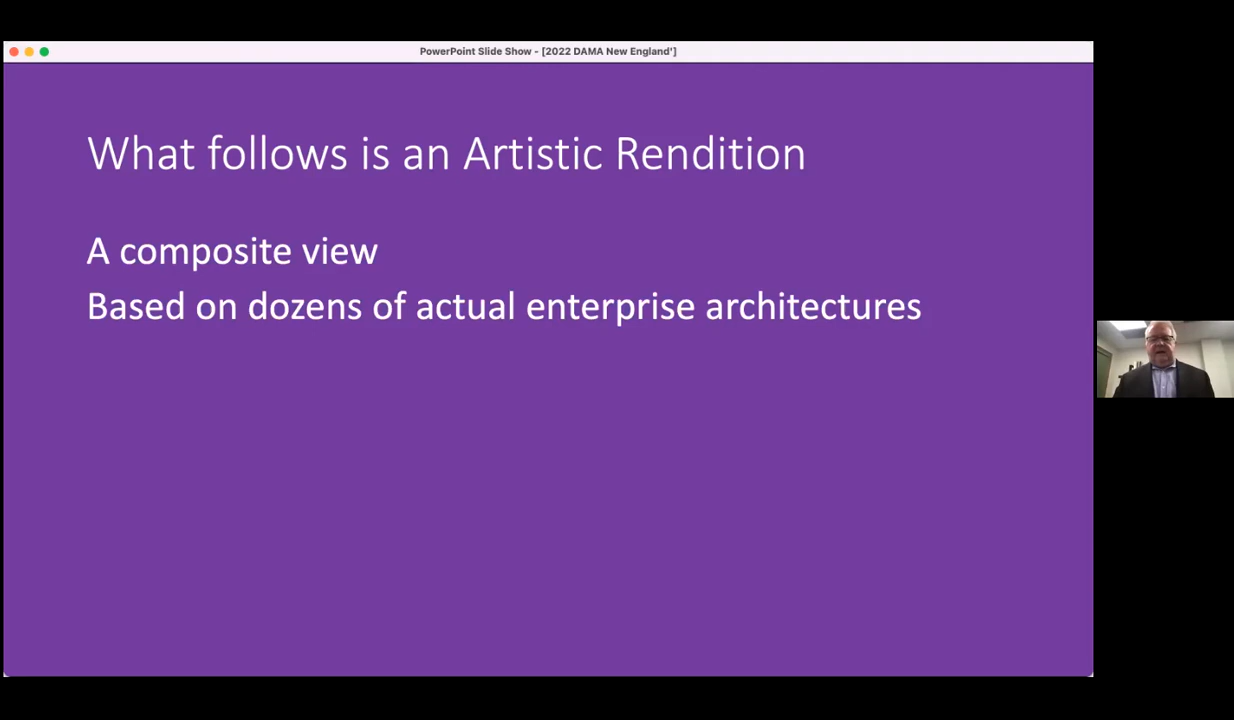 PowerPoint Slide Show - [2022 DAMA New England']
What follows is an Artistic Rendition
A composite view
Based on dozens of actual enterprise architectures